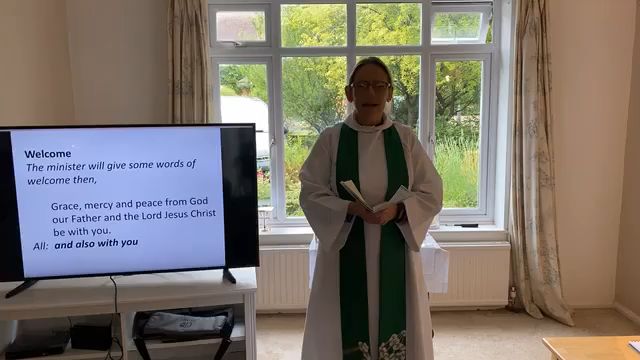 Welcome
The minister will give some words of
welcome then,
Grace, mercy and peace from God
our Father and the Lord Jesus Christ
be with you.
All: and also with you